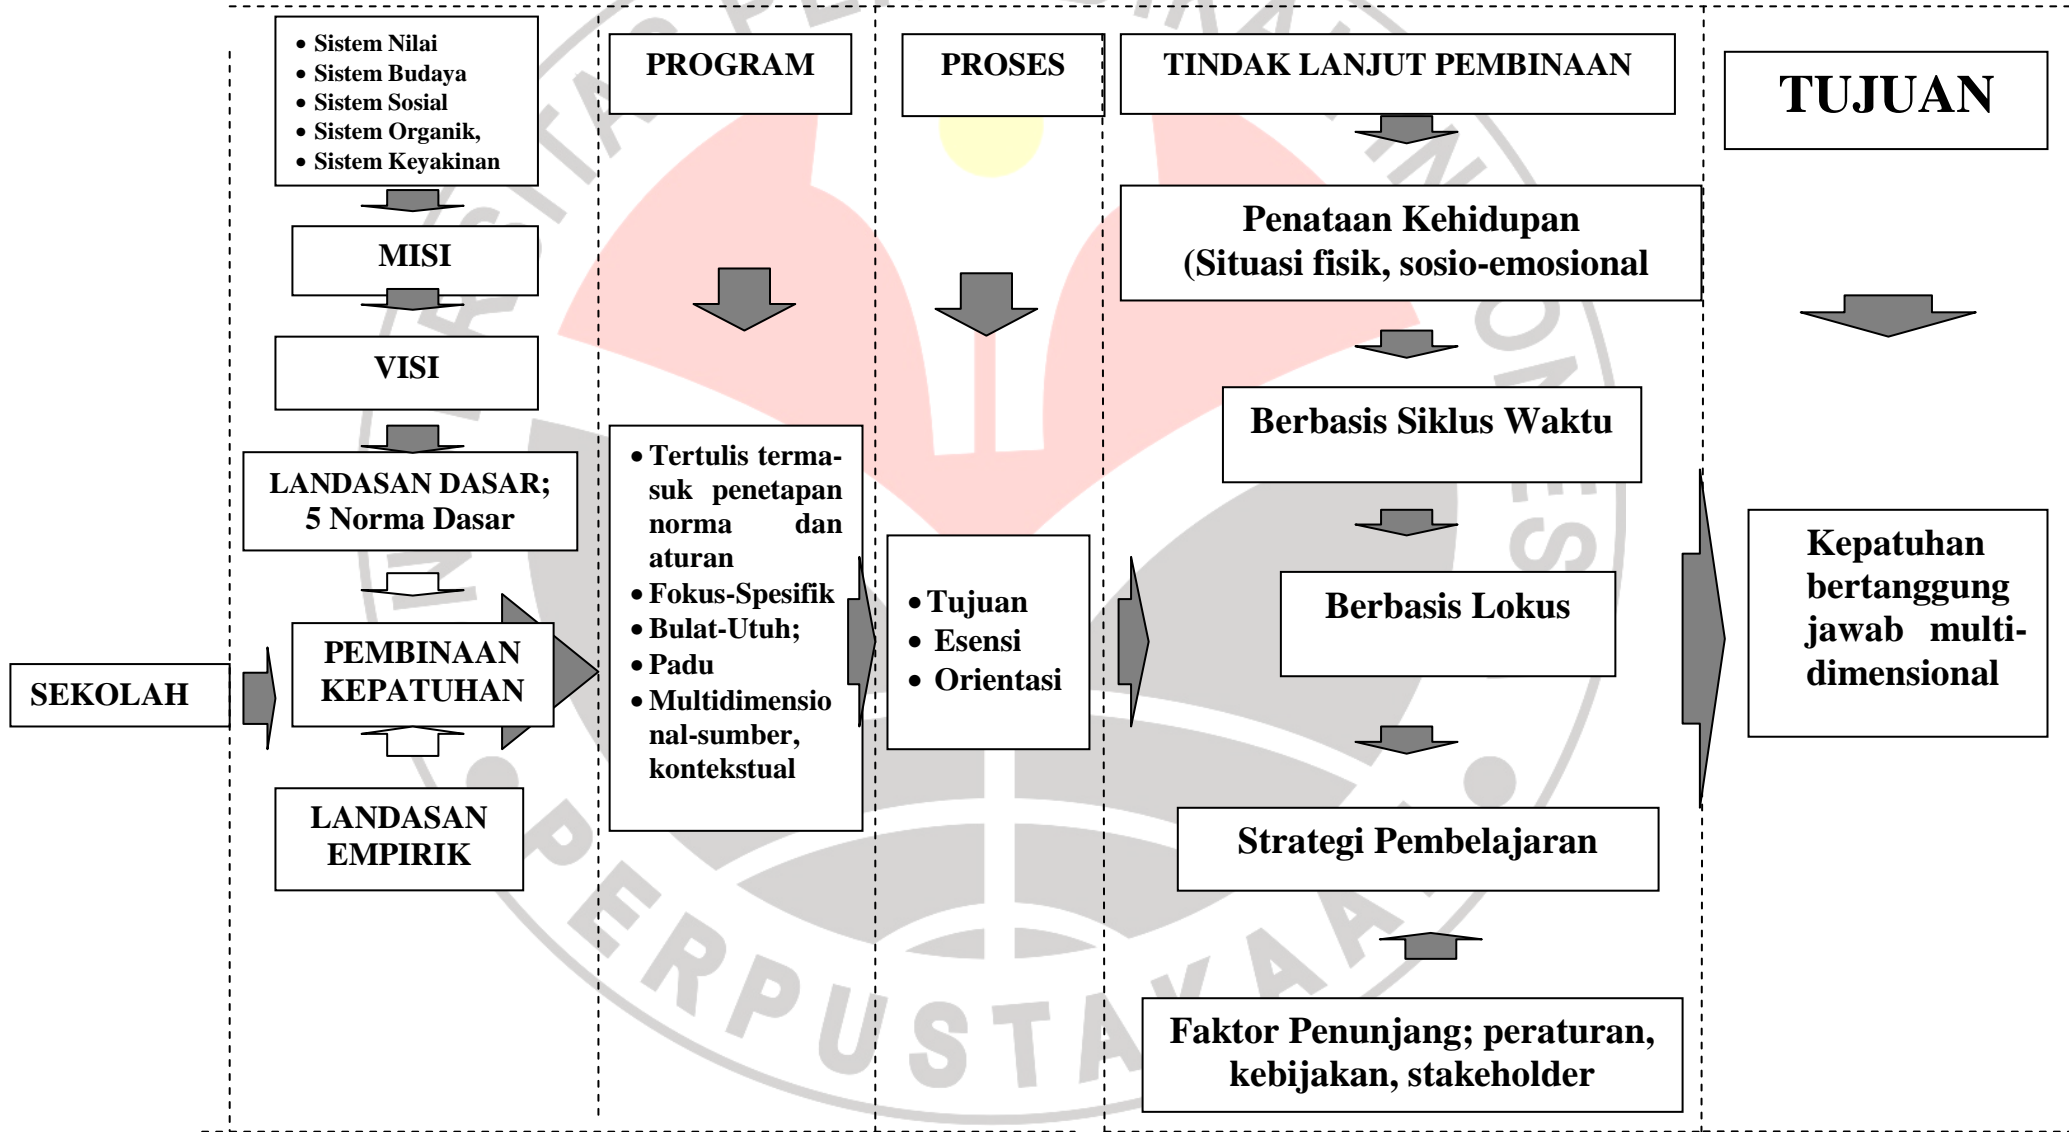 • Sistem Nilai
• Sistem Budaya
• Sistem Sosial
• Sistem Organik,
• Sistem Keyakinan
MISI
VISI
LANDASAN DASAR;
5 Norma Dasar
SEKOLAH
PEMBINAAN
KEPATUHAN
LANDASAN
EMPIRIK
PROGRAM
• Tertulis terma-
suk penetapan
norma dan
aturan
• Fokus-Spesifik
• Bulat-Utuh;
• Padu
• Multidimensio
nal-sumber,
kontekstual
PROSES
• Tujuan
• Esensi
• Orientasi
TINDAK LANJUT PEMBINAAN
Penataan Kehidupan
(Situasi fisik, sosio-emosional
Berbasis Siklus Waktu
Berbasis Lokus
Strategi Pembelajaran
Faktor Penunjang; peraturan,
kebijakan, stakeholder
TUJUAN
Kepatuhan
bertanggung
jawab multi-
dimensional
PERPUSTAKAA